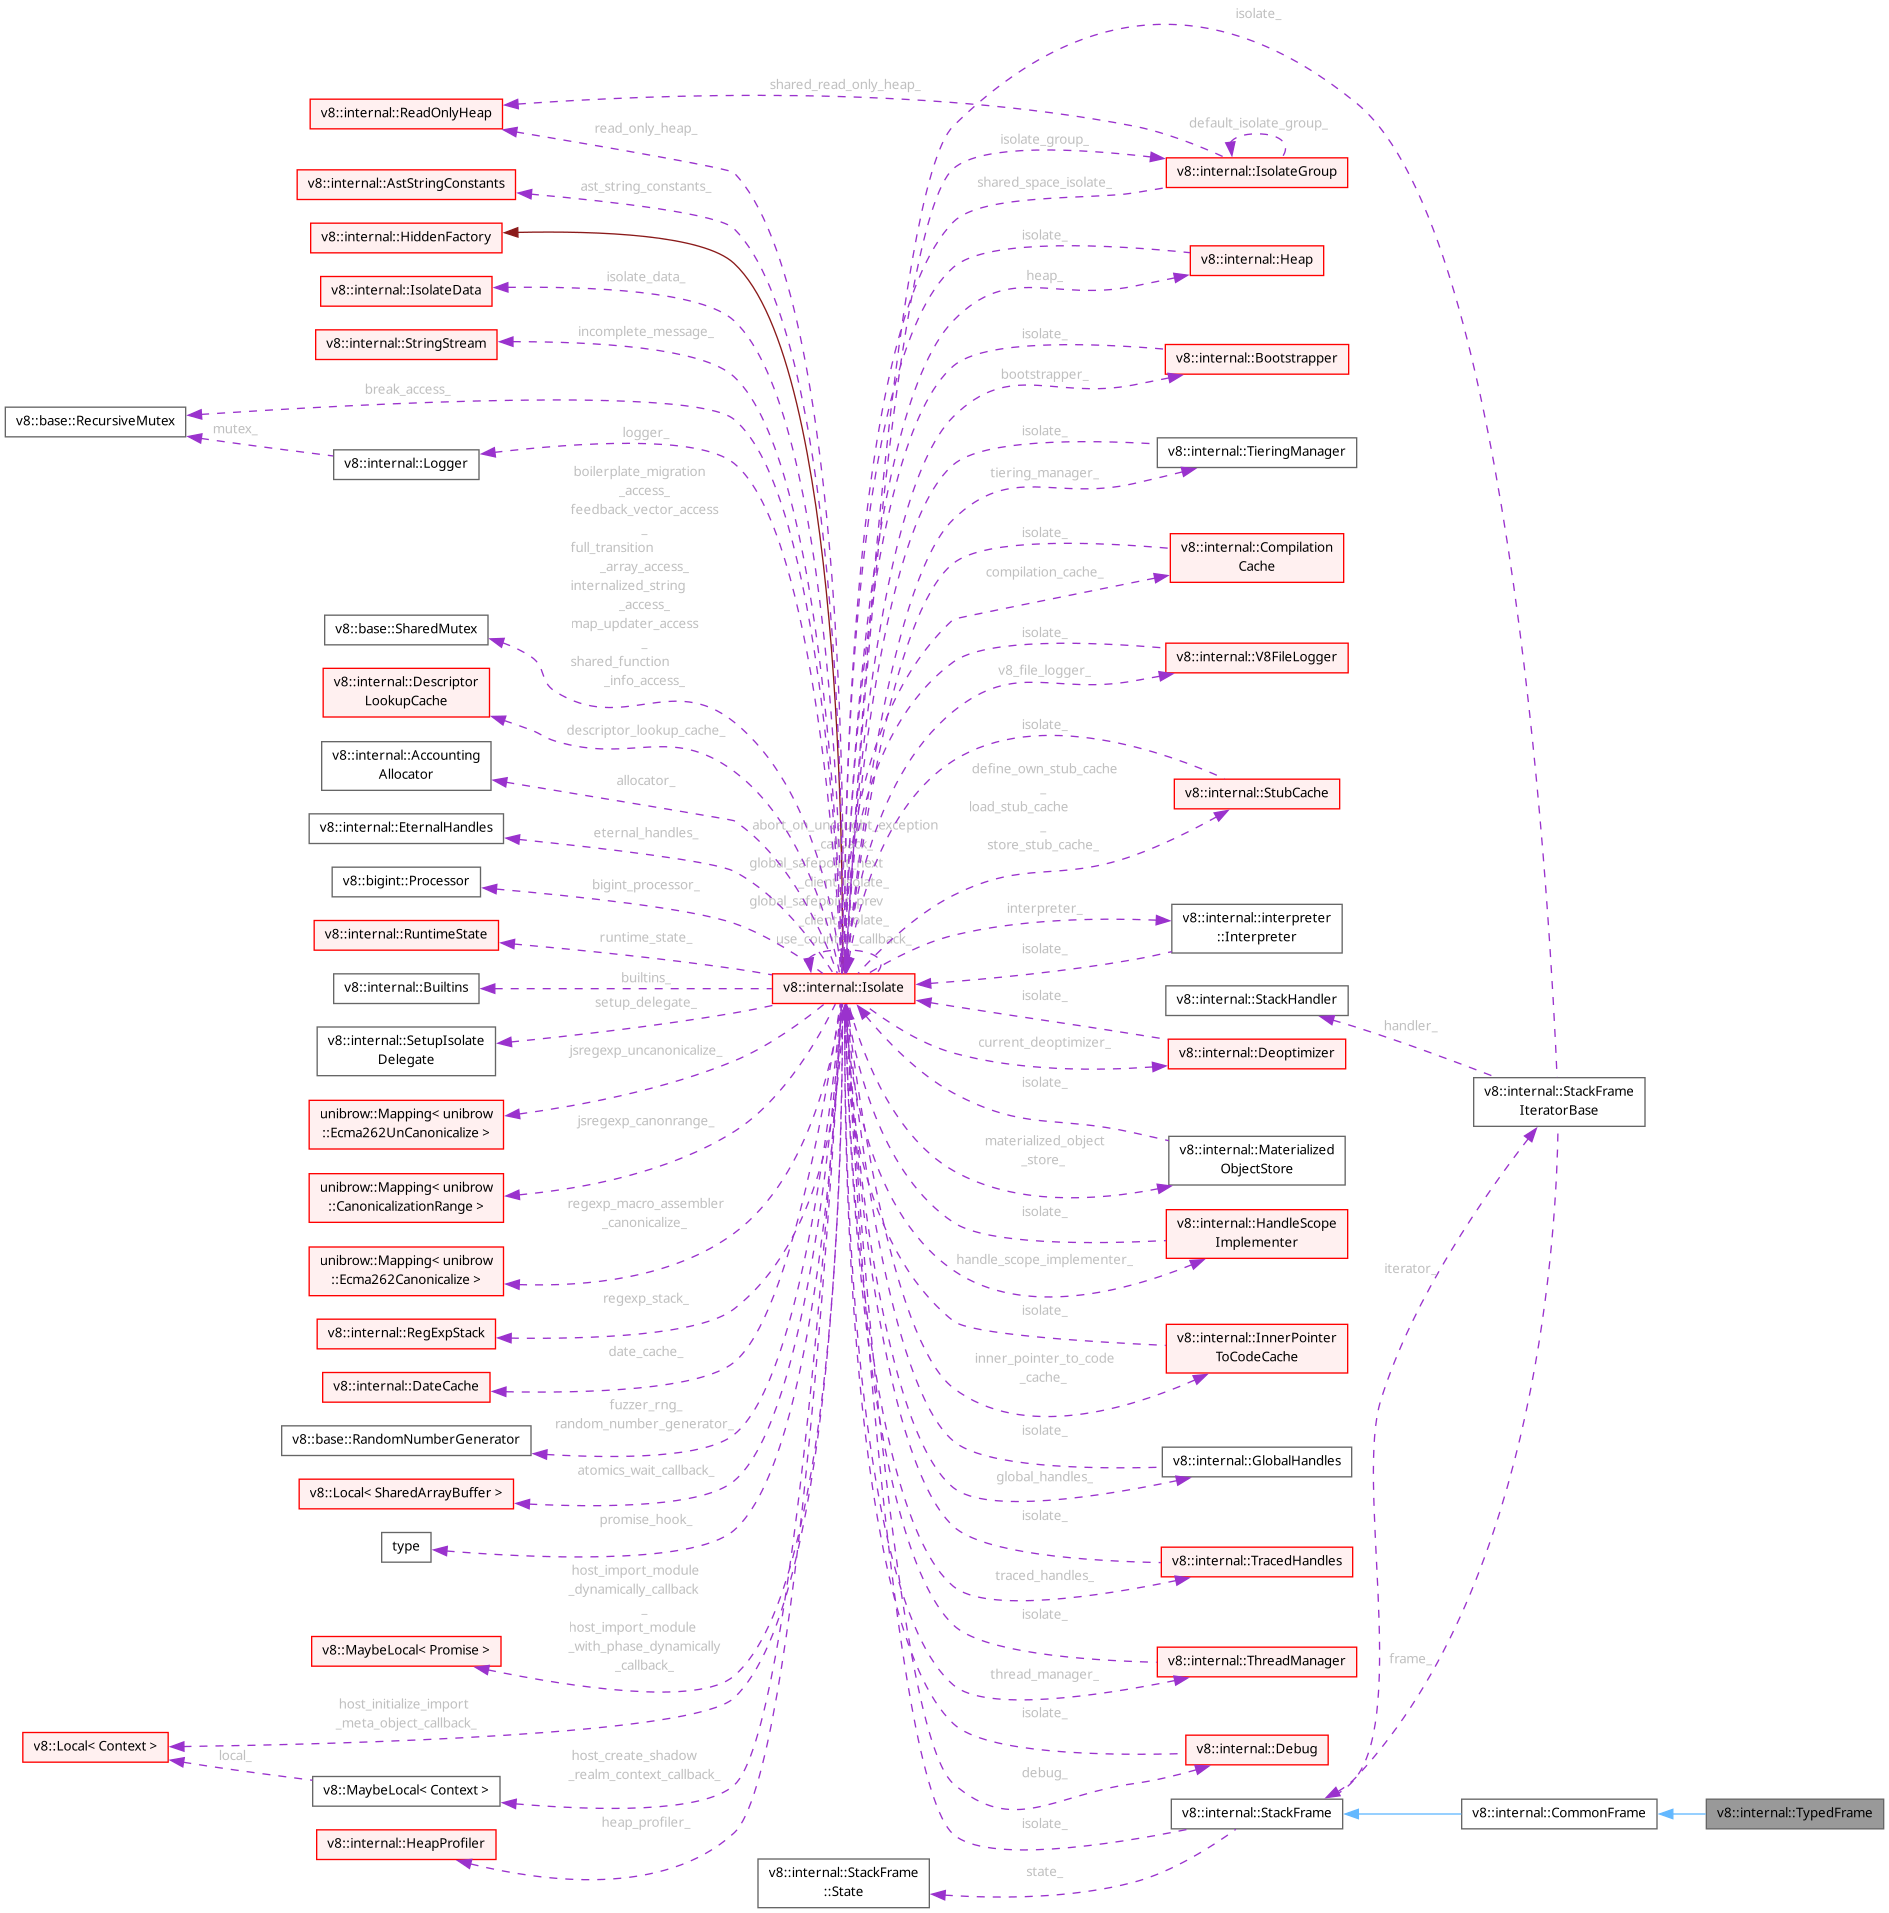 isolate_
shared_read_only_heap_
v8::internal::ReadOnlyHeap
read_only_heap_
default_isolate_group_
isolate_group_
v8::internal::IsolateGroup
shared_space_isolate_
v8::internal::AstStringConstants
ast_string_constants_
v8::internal::HiddenFactory
isolate_
v8::internal::Heap
heap_
v8::internal::IsolateData
isolate_data_
v8::internal::StringStream
incomplete_message_
isolate_
v8::internal::Bootstrapper
bootstrapper_
break_access_
v8::base::RecursiveMutex
mutex_
logger_
v8::internal::Logger
isolate_
v8::internal::TieringManager
tiering_manager_
boilerplate_migration
_access_
feedback_vector_access
_
full_transition
_array_access_
internalized_string
_access_
map_updater_access
_
shared_function
_info_access_
isolate_
v8::internal::Compilation
Cache
compilation_cache_
v8::base::SharedMutex
isolate_
v8::internal::V8FileLogger
v8_file_logger_
v8::internal::Descriptor
LookupCache
descriptor_lookup_cache_
v8::internal::Accounting
Allocator
allocator_
isolate_
define_own_stub_cache
_
load_stub_cache
_
store_stub_cache_
v8::internal::StubCache
v8::internal::EternalHandles
eternal_handles_
abort_on_uncaught_exception
_callback_
global_safepoint_next
_client_isolate_
global_safepoint_prev
_client_isolate_
use_counter_callback_
v8::bigint::Processor
bigint_processor_
v8::internal::RuntimeState
runtime_state_
interpreter_
v8::internal::interpreter
::Interpreter
isolate_
v8::internal::Builtins
builtins_
v8::internal::Isolate
setup_delegate_
v8::internal::SetupIsolate
Delegate
isolate_
v8::internal::StackHandler
handler_
current_deoptimizer_
v8::internal::Deoptimizer
jsregexp_uncanonicalize_
isolate_
v8::internal::StackFrame
IteratorBase
unibrow::Mapping< unibrow
::Ecma262UnCanonicalize >
jsregexp_canonrange_
materialized_object
_store_
v8::internal::Materialized
ObjectStore
unibrow::Mapping< unibrow
::CanonicalizationRange >
regexp_macro_assembler
_canonicalize_
isolate_
v8::internal::HandleScope
Implementer
handle_scope_implementer_
unibrow::Mapping< unibrow
::Ecma262Canonicalize >
iterator_
regexp_stack_
v8::internal::RegExpStack
isolate_
v8::internal::InnerPointer
ToCodeCache
inner_pointer_to_code
_cache_
date_cache_
v8::internal::DateCache
fuzzer_rng_
random_number_generator_
v8::base::RandomNumberGenerator
isolate_
v8::internal::GlobalHandles
global_handles_
atomics_wait_callback_
v8::Local< SharedArrayBuffer >
promise_hook_
type
isolate_
v8::internal::TracedHandles
traced_handles_
host_import_module
_dynamically_callback
_
host_import_module
_with_phase_dynamically
_callback_
v8::MaybeLocal< Promise >
isolate_
v8::internal::ThreadManager
thread_manager_
frame_
host_initialize_import
_meta_object_callback_
v8::Local< Context >
local_
isolate_
v8::internal::Debug
debug_
host_create_shadow
_realm_context_callback_
v8::MaybeLocal< Context >
v8::internal::StackFrame
v8::internal::CommonFrame
v8::internal::TypedFrame
heap_profiler_
v8::internal::HeapProfiler
isolate_
state_
v8::internal::StackFrame
::State